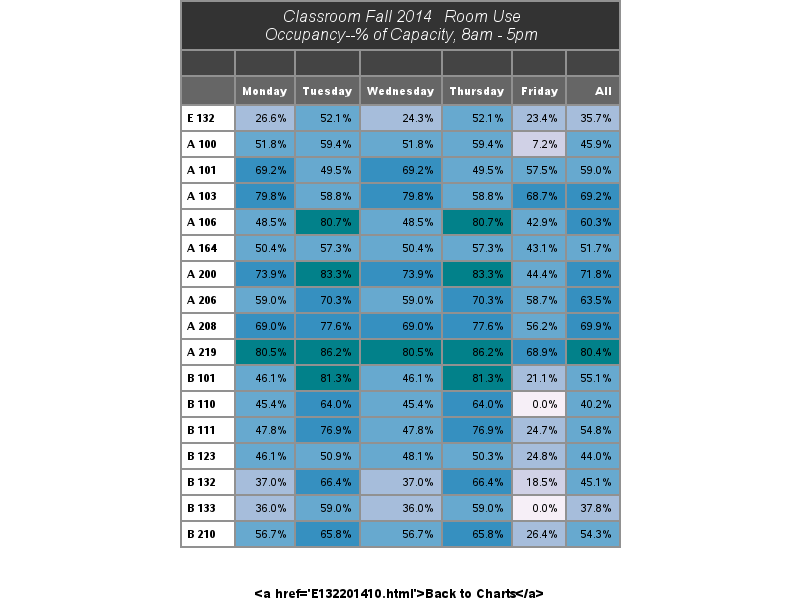 Classroom Fall 2014 Room Use
Occupancy--% of Capacity, 8am - 5pm
Monday Tuesday Wednesday Thursday Friday All
E 132 26.6% 52.1% 24.3% 52.1% 23.4% 35.7%
A 100 51.8% 59.4% 51.8% 59.4% 7.2% 45.9%
A 101 69.2% 49.5% 69.2% 49.5% 57.5% 59.0%
A 103 79.8% 58.8% 79.8% 58.8% 68.7% 69.2%
A 106 48.5% 80.7% 48.5% 80.7% 42.9% 60.3%
A 164 50.4% 57.3% 50.4% 57.3% 43.1% 51.7%
A 200 73.9% 83.3% 73.9% 83.3% 44.4% 71.8%
A 206 59.0% 70.3% 59.0% 70.3% 58.7% 63.5%
A 208 69.0% 77.6% 69.0% 77.6% 56.2% 69.9%
A 219 80.5% 86.2% 80.5% 86.2% 68.9% 80.4%
B 101 46.1% 81.3% 46.1% 81.3% 21.1% 55.1%
B 110 45.4% 64.0% 45.4% 64.0% 0.0% 40.2%
B 111 47.8% 76.9% 47.8% 76.9% 24.7% 54.8%
B 123 46.1% 50.9% 48.1% 50.3% 24.8% 44.0%
B 132 37.0% 66.4% 37.0% 66.4% 18.5% 45.1%
B 133 36.0% 59.0% 36.0% 59.0% 0.0% 37.8%
B 210 56.7% 65.8% 56.7% 65.8% 26.4% 54.3%
<a href='E132201410.html'>Back to Charts</a>